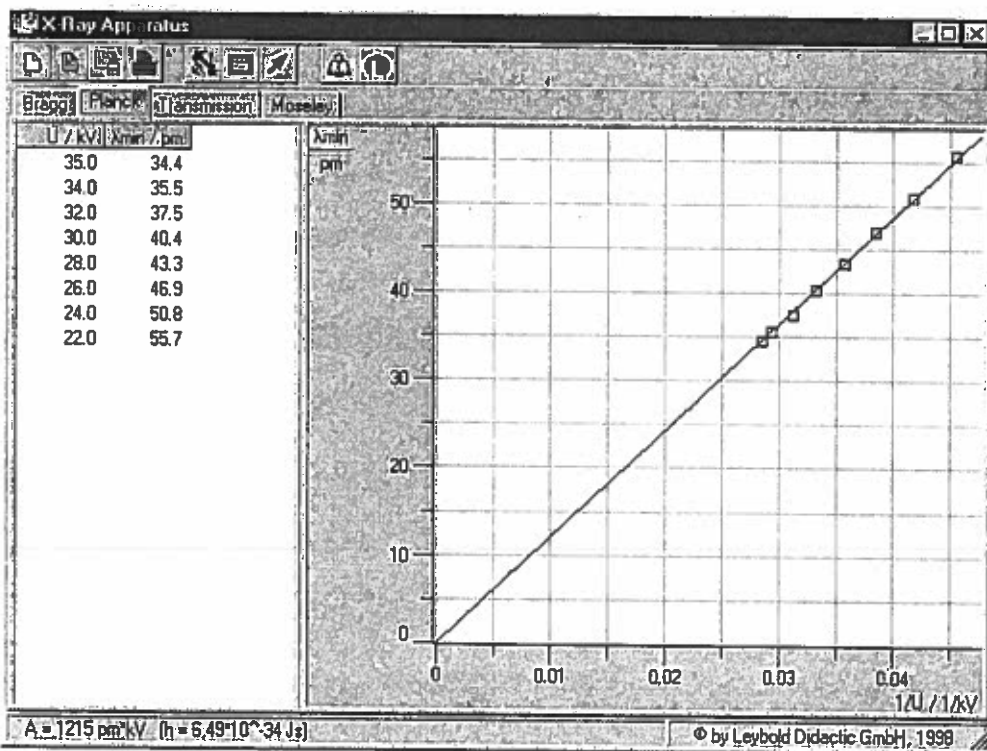 X-Ray Apparatus
Bragg Planck Transmission Moseley
U / kV λmin / pm
35.0 34.4
34.0 35.5
32.0 37.5
30.0 40.4
28.0 43.3
26.0 46.9
24.0 50.8
22.0 55.7
λmin
pm
50
40
30
20
10
0
0 0.01 0.02 0.03 0.04
1/U / 1/kV
A = 1215 pm*kV (h = 6.49*10^-34 Js)
© by Leybold Didactic GmbH, 1998